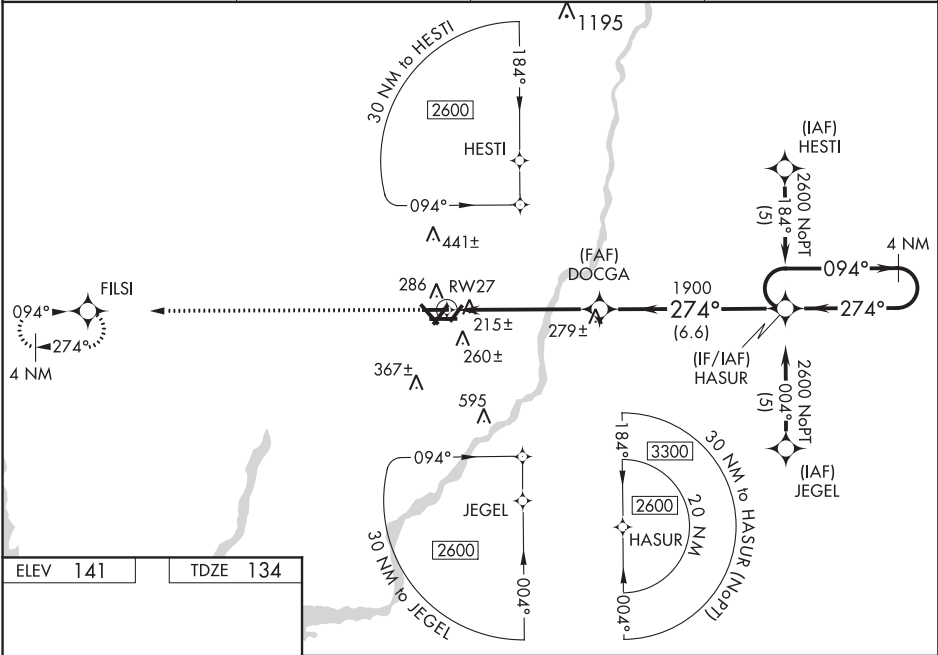 1195
30 NM to HESTI
184°
2600
HESTI
094°
441±
(IAF)
HESTI
2600 NoPT
184°
(5)
4 NM
094°
274°
(FAF)
DOCGA
1900
274°
(6.6)
(IF/IAF)
HASUR
286
RW27
215±
279±
260±
367±
595
FILSI
094°
274°
4 NM
2600 NoPT
004°
(5)
(IAF)
JEGEL
094°
JEGEL
2600
30 NM to JEGEL
004°
184°
3300
30 NM to HASUR (NoPT)
2600
20 NM
HASUR
004°
ELEV 141
TDZE 134